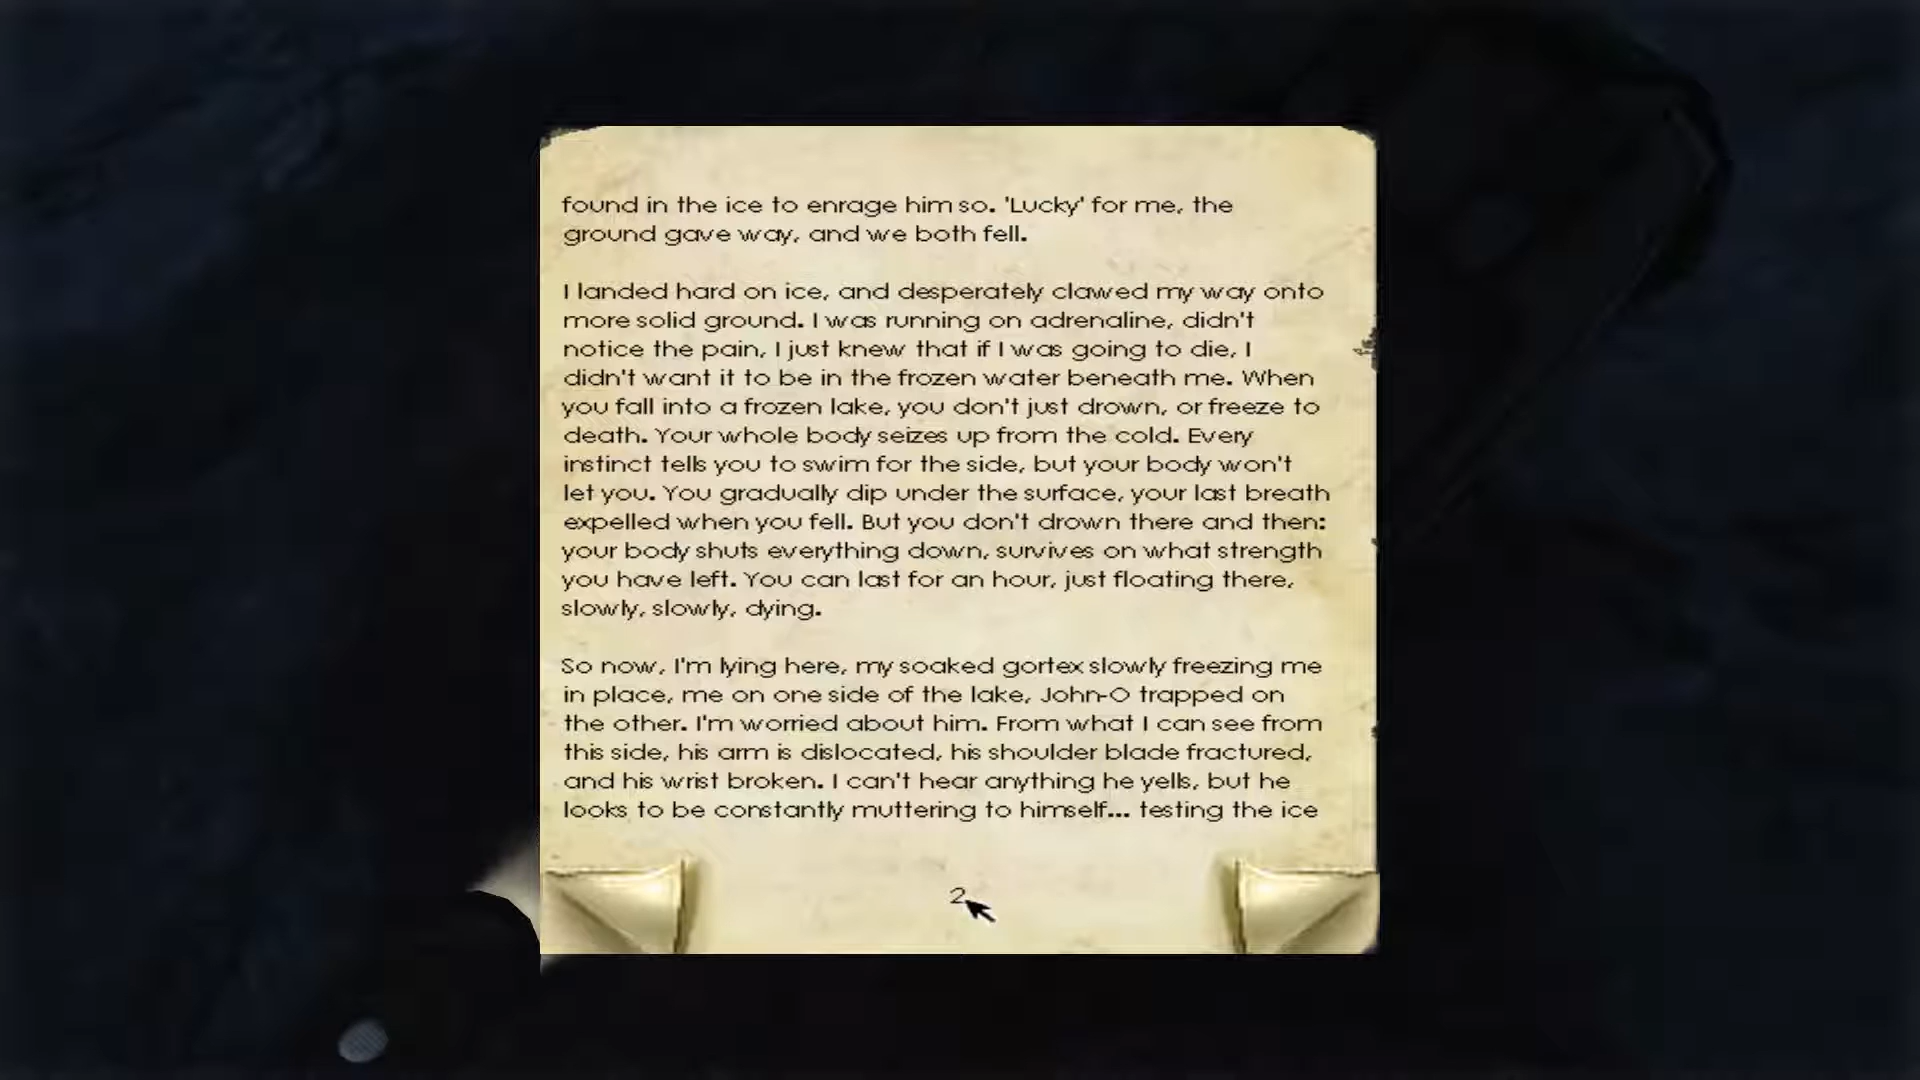 found in the ice to enrage him so. 'Lucky' for me, the
ground gave way, and we both fell.
I landed hard on ice, and desperately clawed my way onto
more solid ground. I was running on adrenaline, didn't
notice the pain, I just knew that if I was going to die, I
didn't want it to be in the frozen water beneath me. When
you fall into a frozen lake, you don't just drown, or freeze to
death. Your whole body seizes up from the cold. Every
instinct tells you to swim for the side, but your body won't
let you. You gradually dip under the surface, your last breath
expelled when you fell. But you don't drown there and then:
your body shuts everything down, survives on what strength
you have left. You can last for an hour, just floating there,
slowly, slowly, dying.
So now, I'm lying here, my soaked gortex slowly freezing me
in place, me on one side of the lake, John-O trapped on
the other. I'm worried about him. From what I can see from
this side, his arm is dislocated, his shoulder blade fractured,
and his wrist broken. I can't hear anything he yells, but he
looks to be constantly muttering to himself... testing the ice
2